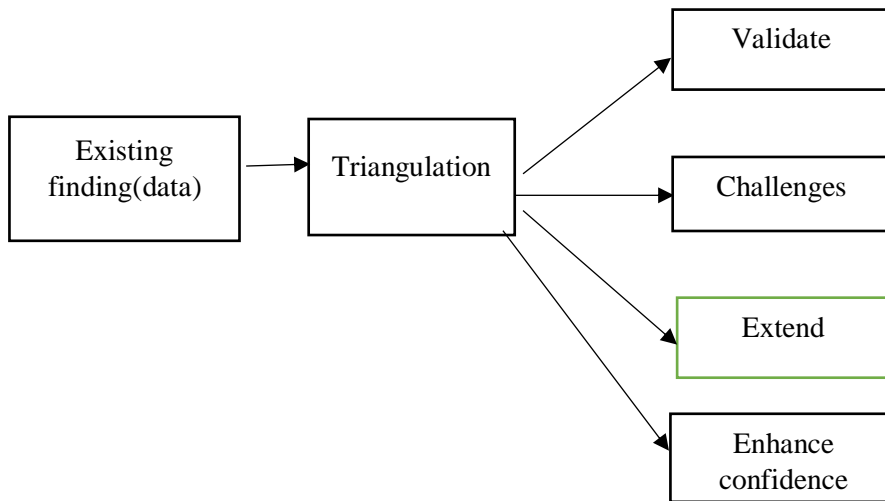 Existing
finding(data)
Triangulation
Validate
Challenges
Extend
Enhance
confidence